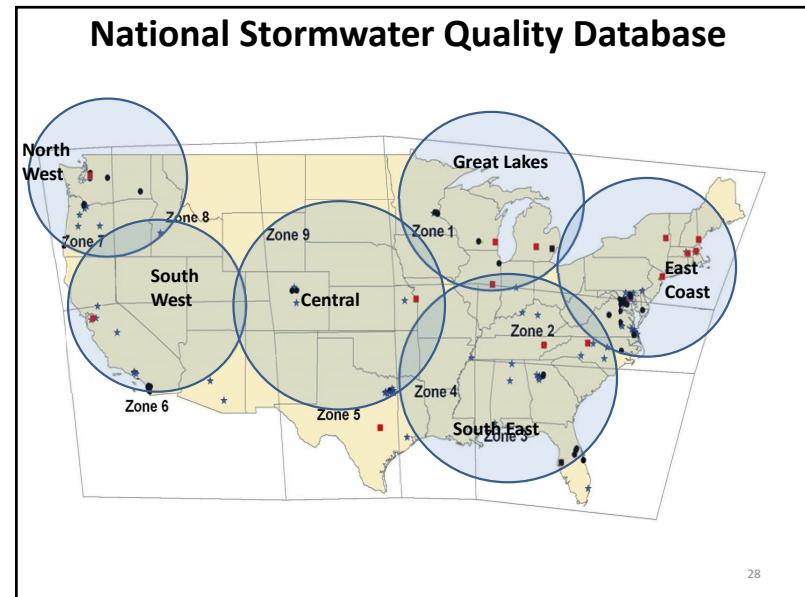 National Stormwater Quality Database
North
West
Great Lakes
Zone 8
Zone 7
Zone 9
Zone 1
South
West
Central
East
Coast
Zone 2
Zone 6
Zone 5
Zone 4
South East
Zone 3
28